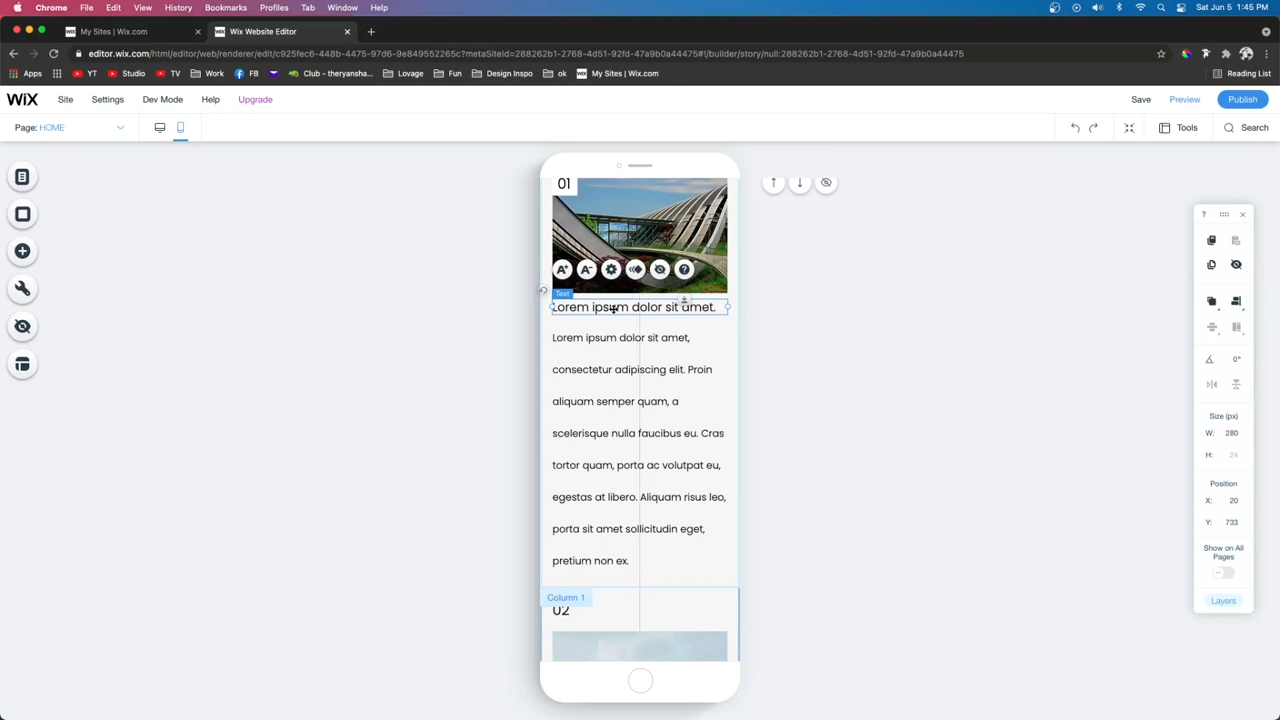 Chrome File Edit View History Bookmarks Profiles Tab Window Help Sat Jun 5 1:45 PM
My Sites | Wix.com Wix Website Editor
editor.wix.com/html/editor/web/renderer/edit/c925fec6-448b-4475-97d6-9e849552265c?metaSiteId=288262b1-2768-4d51-92fd-47a9b0a44475#!/builder/story/null:288262b1-2768-4d51-92fd-47a9b0a44475
Apps YT Studio TV Work FB Club - theryansha... Lovage Fun Design Inspo ok My Sites | Wix.com Reading List
WiX Site Settings Dev Mode Help Upgrade Save Preview Publish
Page: HOME Tools Search
01
A+ A- ?
Text
Lorem ipsum dolor sit amet.
Lorem ipsum dolor sit amet,
consectetur adipiscing elit. Proin
aliquam semper quam, a
scelerisque nulla faucibus eu. Cras
tortor quam, porta ac volutpat eu,
egestas at libero. Aliquam risus leo,
porta sit amet sollicitudin eget,
pretium non ex.
Column 1
02
?
0°
Size (px)
W: 280
H: 24
Position
X: 20
Y: 733
Show on All
Pages
Layers